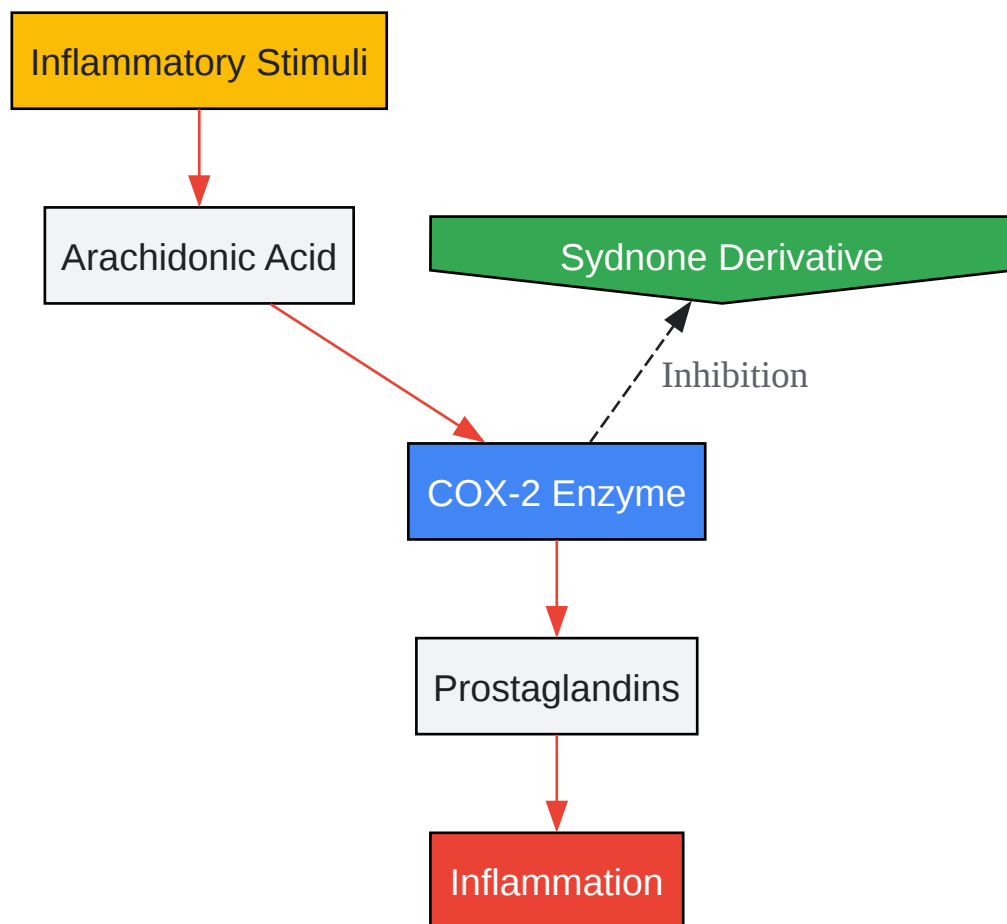 Inflammatory Stimuli
Arachidonic Acid
Sydnone Derivative
Inhibition
COX-2 Enzyme
Prostaglandins
Inflammation